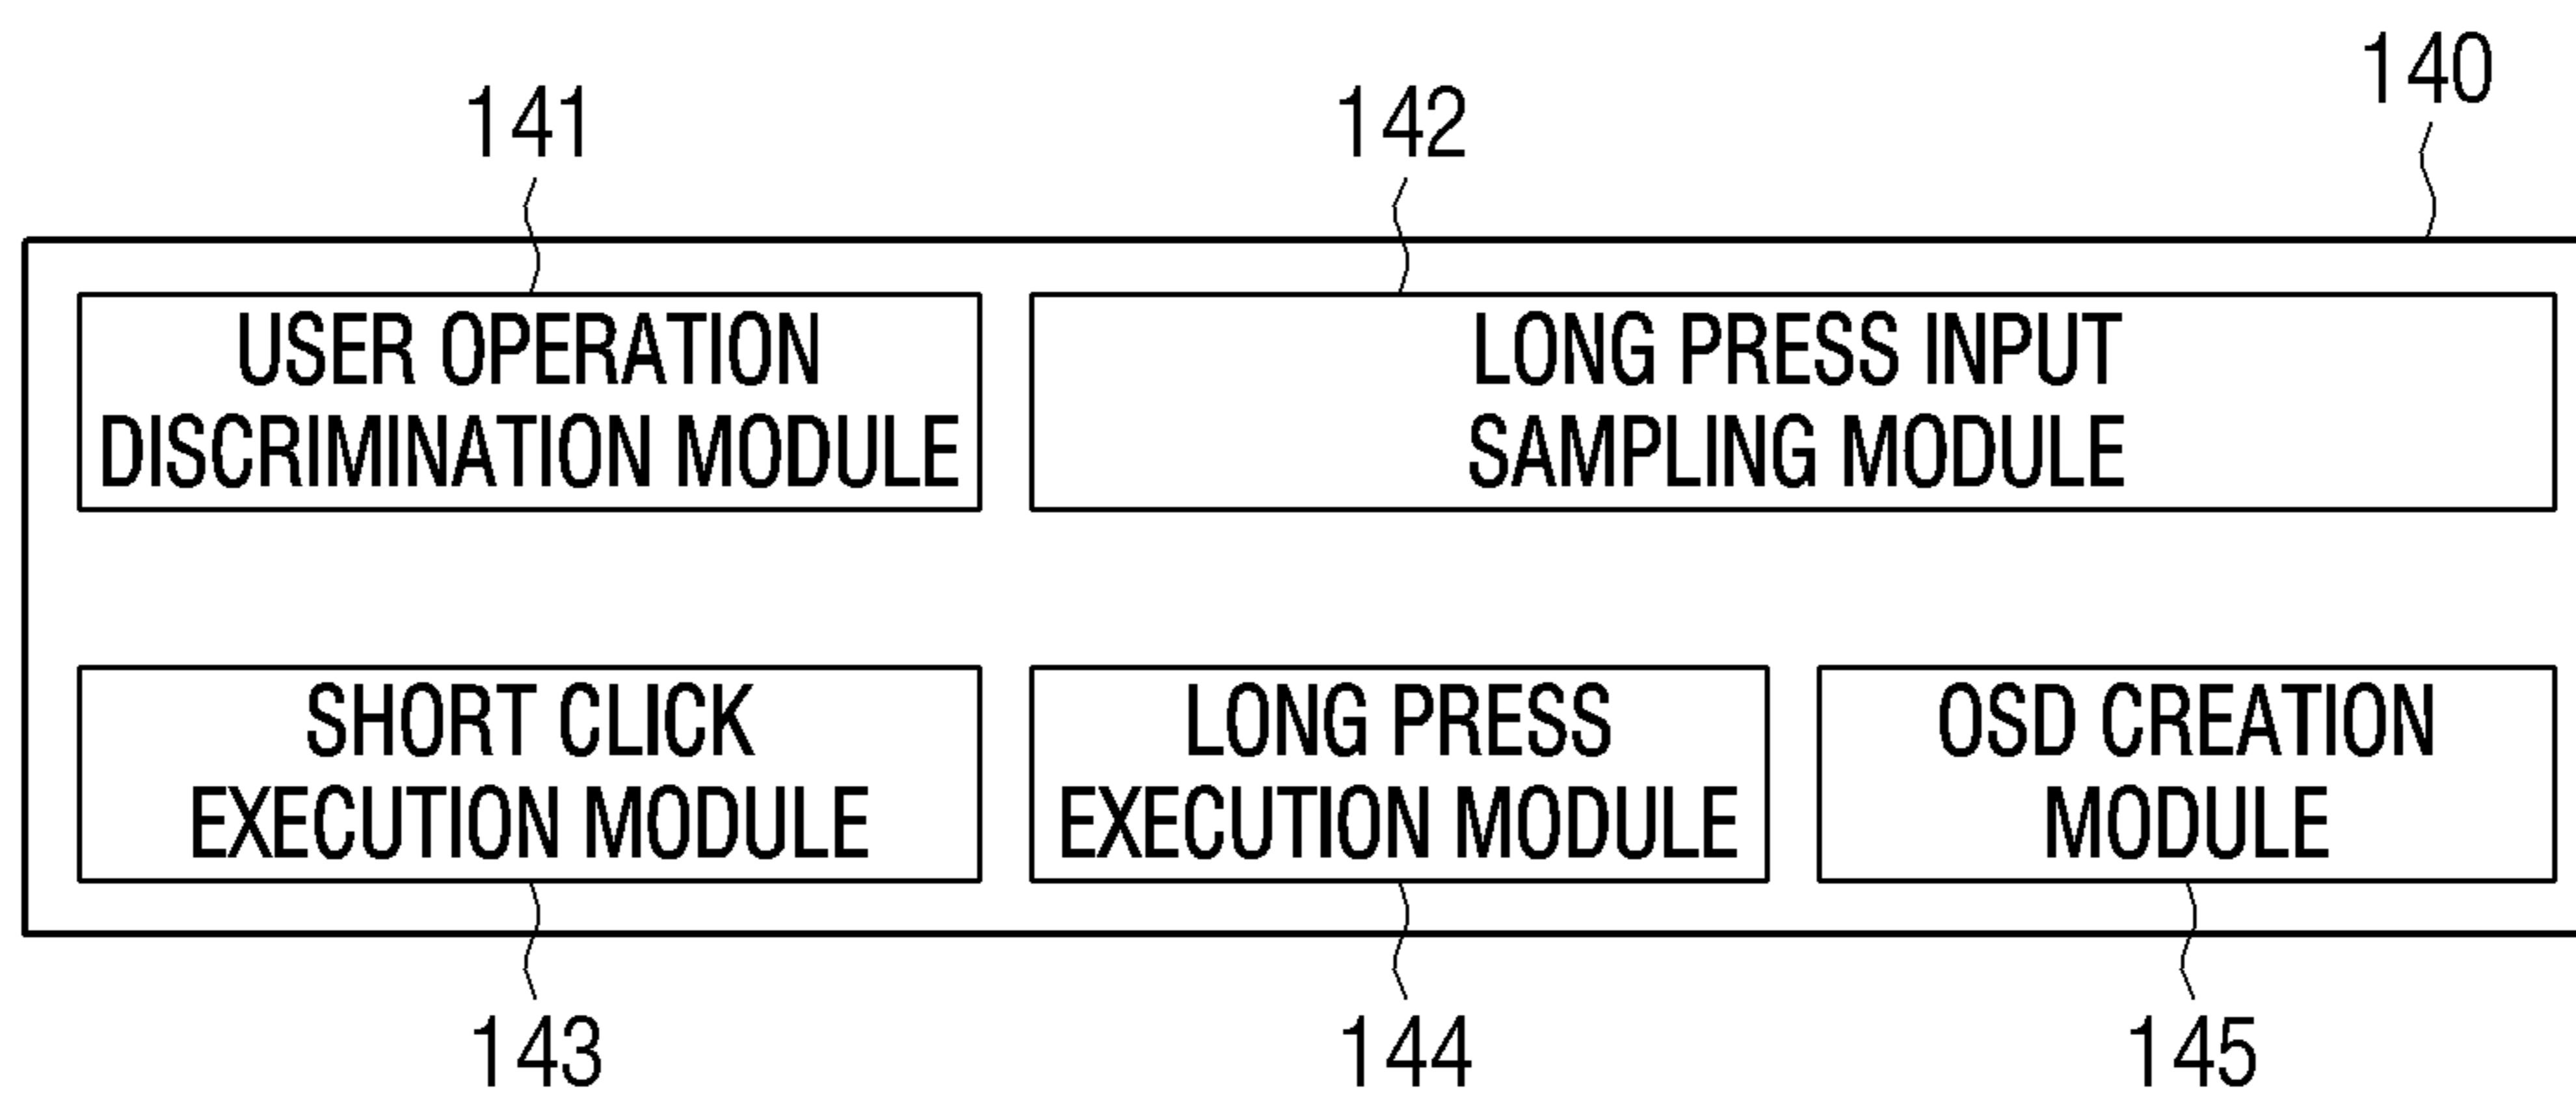 140
141
142
USER OPERATION
DISCRIMINATION MODULE
LONG PRESS INPUT
SAMPLING MODULE
SHORT CLICK
EXECUTION MODULE
LONG PRESS
EXECUTION MODULE
OSD CREATION
MODULE
143
144
145